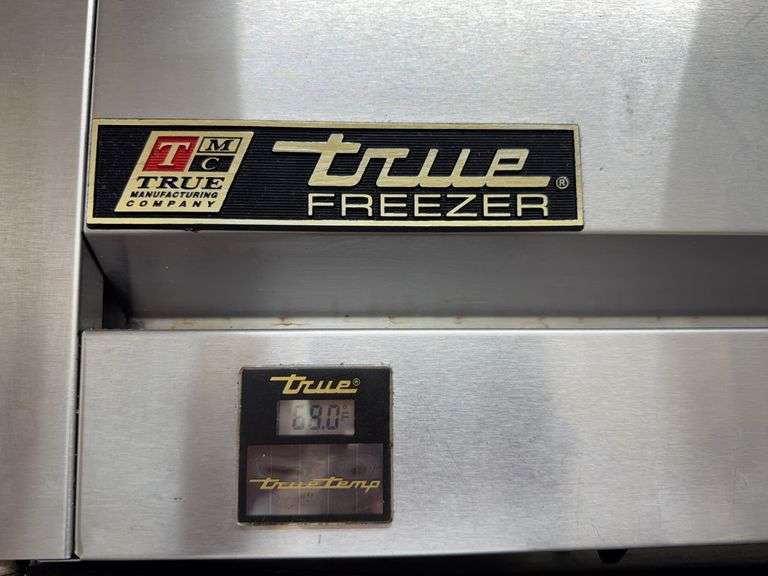 T M
C
TRUE
MANUFACTURING
COMPANY
true®
FREEZER
true®
69.0°F
truetemp